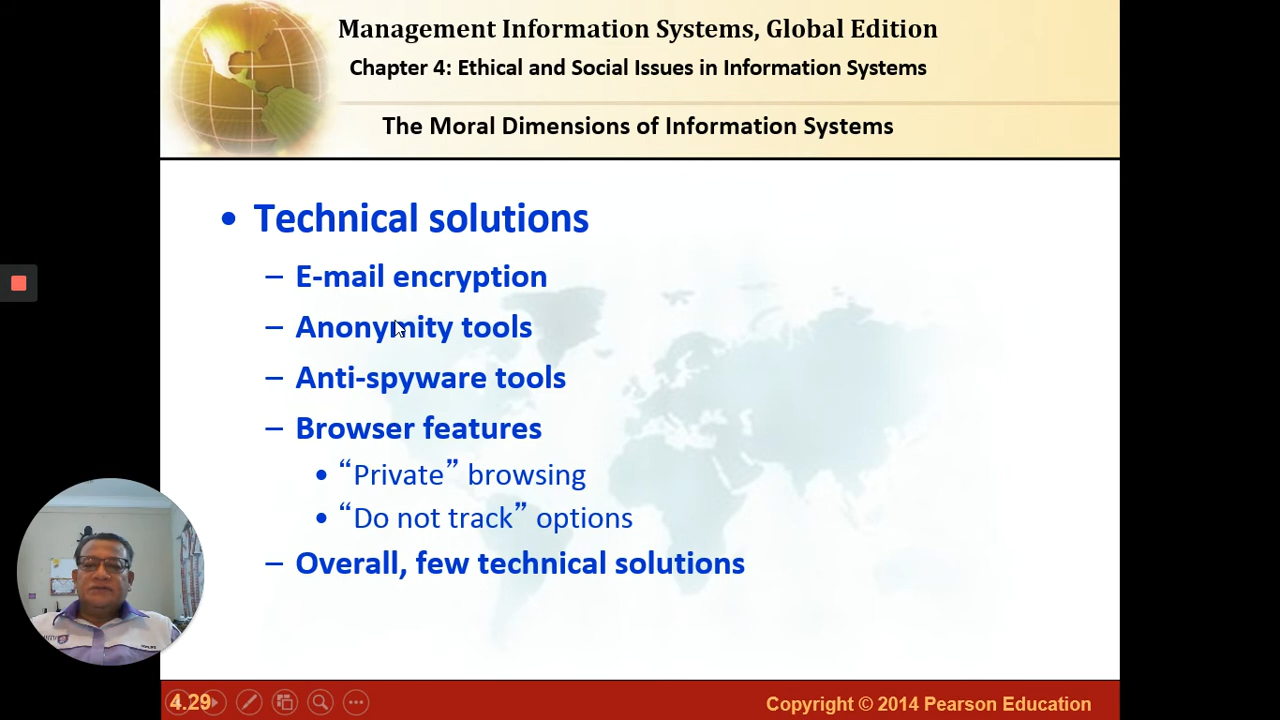 Management Information Systems, Global Edition
Chapter 4: Ethical and Social Issues in Information Systems
The Moral Dimensions of Information Systems
• Technical solutions
– E-mail encryption
– Anonymity tools
– Anti-spyware tools
– Browser features
• “Private” browsing
• “Do not track” options
– Overall, few technical solutions
4.29
Copyright © 2014 Pearson Education